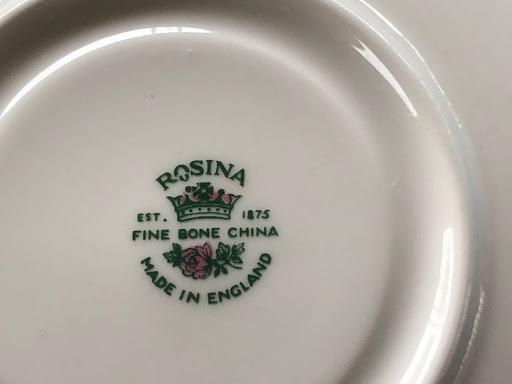 ROSINA
EST. 1875
FINE BONE CHINA
MADE IN ENGLAND